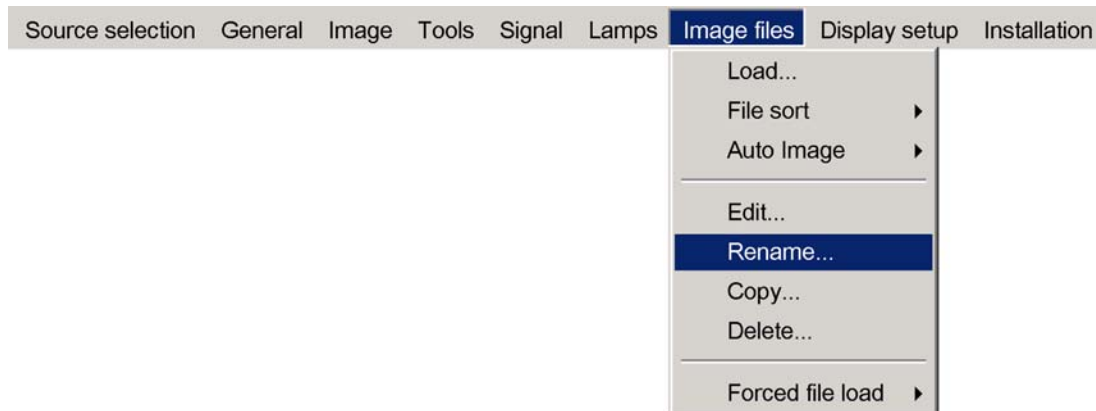 Source selection General Image Tools Signal Lamps Image files Display setup Installation
Load...
File sort
Auto Image
Edit...
Rename...
Copy...
Delete...
Forced file load